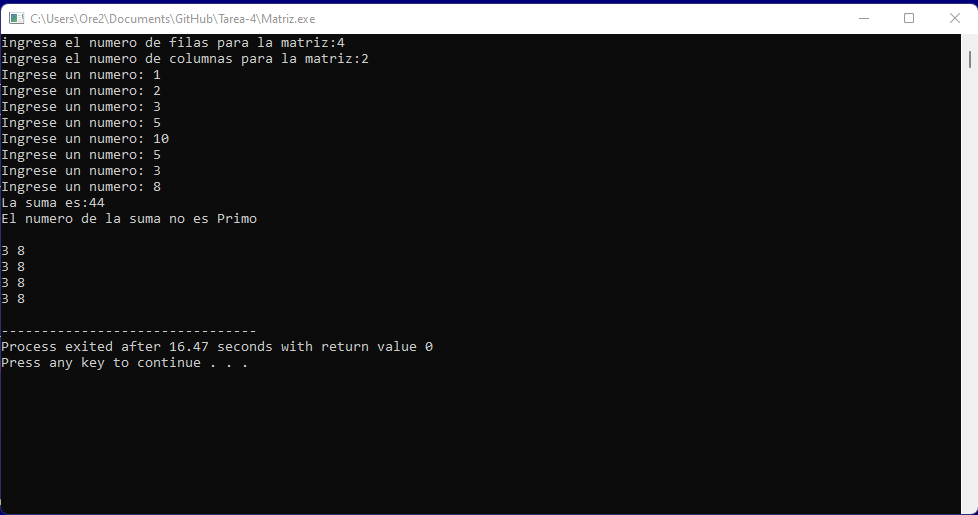 C:\Users\Ore2\Documents\GitHub\Tarea-4\Matriz.exe
ingresa el numero de filas para la matriz:4
ingresa el numero de columnas para la matriz:2
Ingrese un numero: 1
Ingrese un numero: 2
Ingrese un numero: 3
Ingrese un numero: 5
Ingrese un numero: 10
Ingrese un numero: 5
Ingrese un numero: 3
Ingrese un numero: 8
La suma es:44
El numero de la suma no es Primo

3 8
3 8
3 8
3 8

--------------------------------
Process exited after 16.47 seconds with return value 0
Press any key to continue . . .